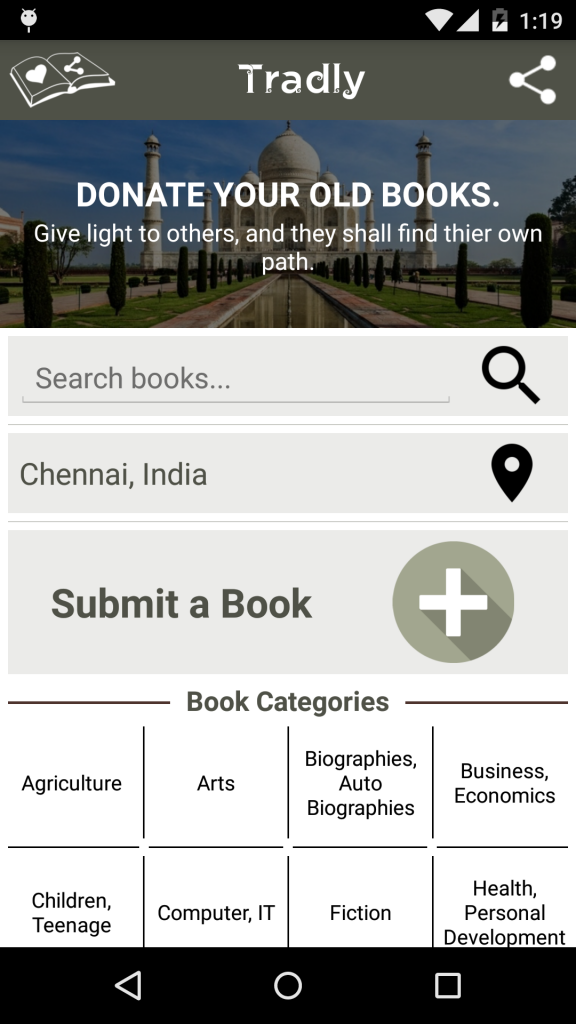 1:19
Tradly
DONATE YOUR OLD BOOKS.
Give light to others, and they shall find thier own
path.
Search books...
Chennai, India
Submit a Book
Book Categories
Agriculture
Arts
Biographies,
Auto
Biographies
Business,
Economics
Children,
Teenage
Computer, IT
Fiction
Health,
Personal
Development